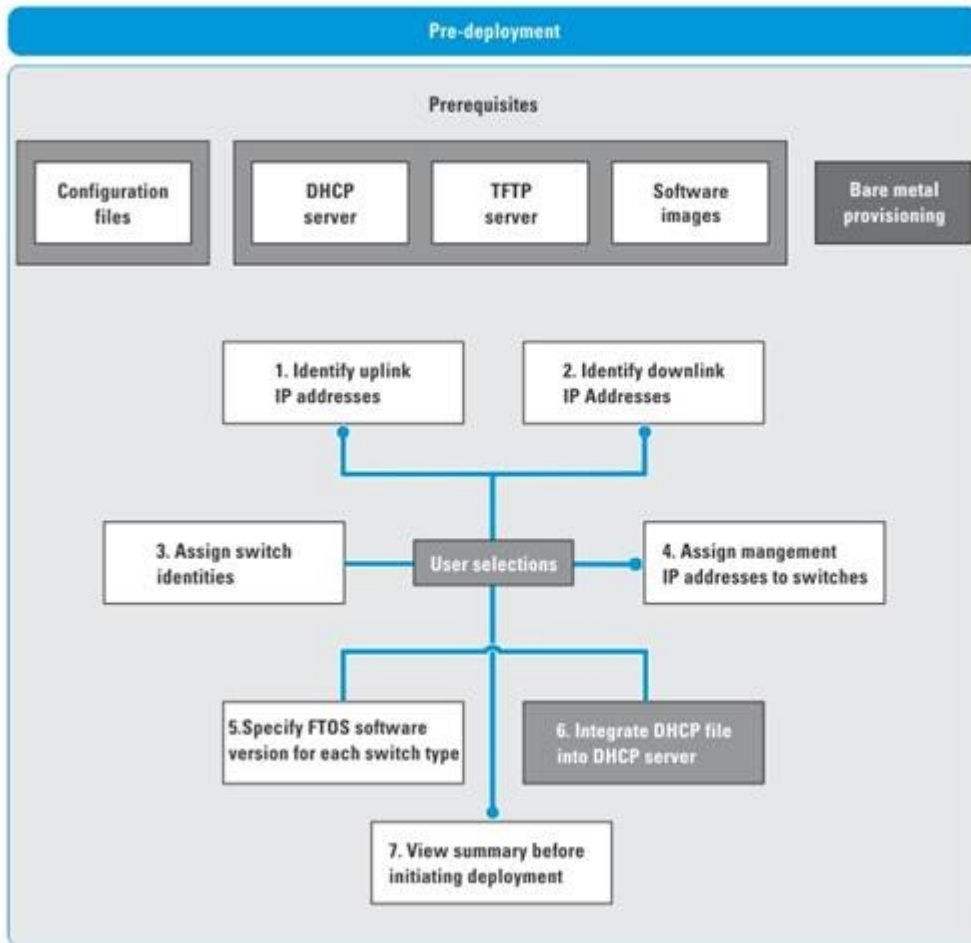 Pre-deployment
Prerequisites
Configuration
files
DHCP
server
TFTP
server
Software
images
Bare metal
provisioning
1. Identify uplink
IP addresses
2. Identify downlink
IP Addresses
3. Assign switch
identities
User selections
4. Assign mangement
IP addresses to switches
5.Specify FTOS software
version for each switch type
6. Integrate DHCP file
into DHCP server
7. View summary before
initiating deployment